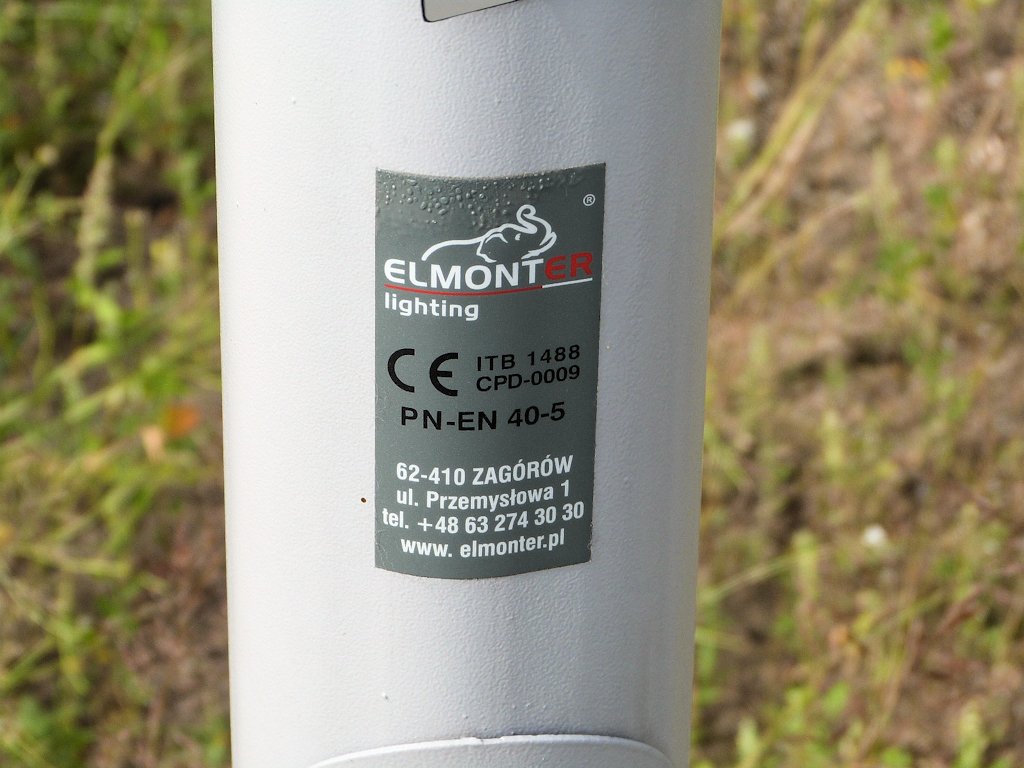 ®
ELMONTER
lighting
CE ITB 1488
CPD-0009
PN-EN 40-5
62-410 ZAGÓRÓW
ul. Przemysłowa 1
tel. +48 63 274 30 30
www. elmonter.pl